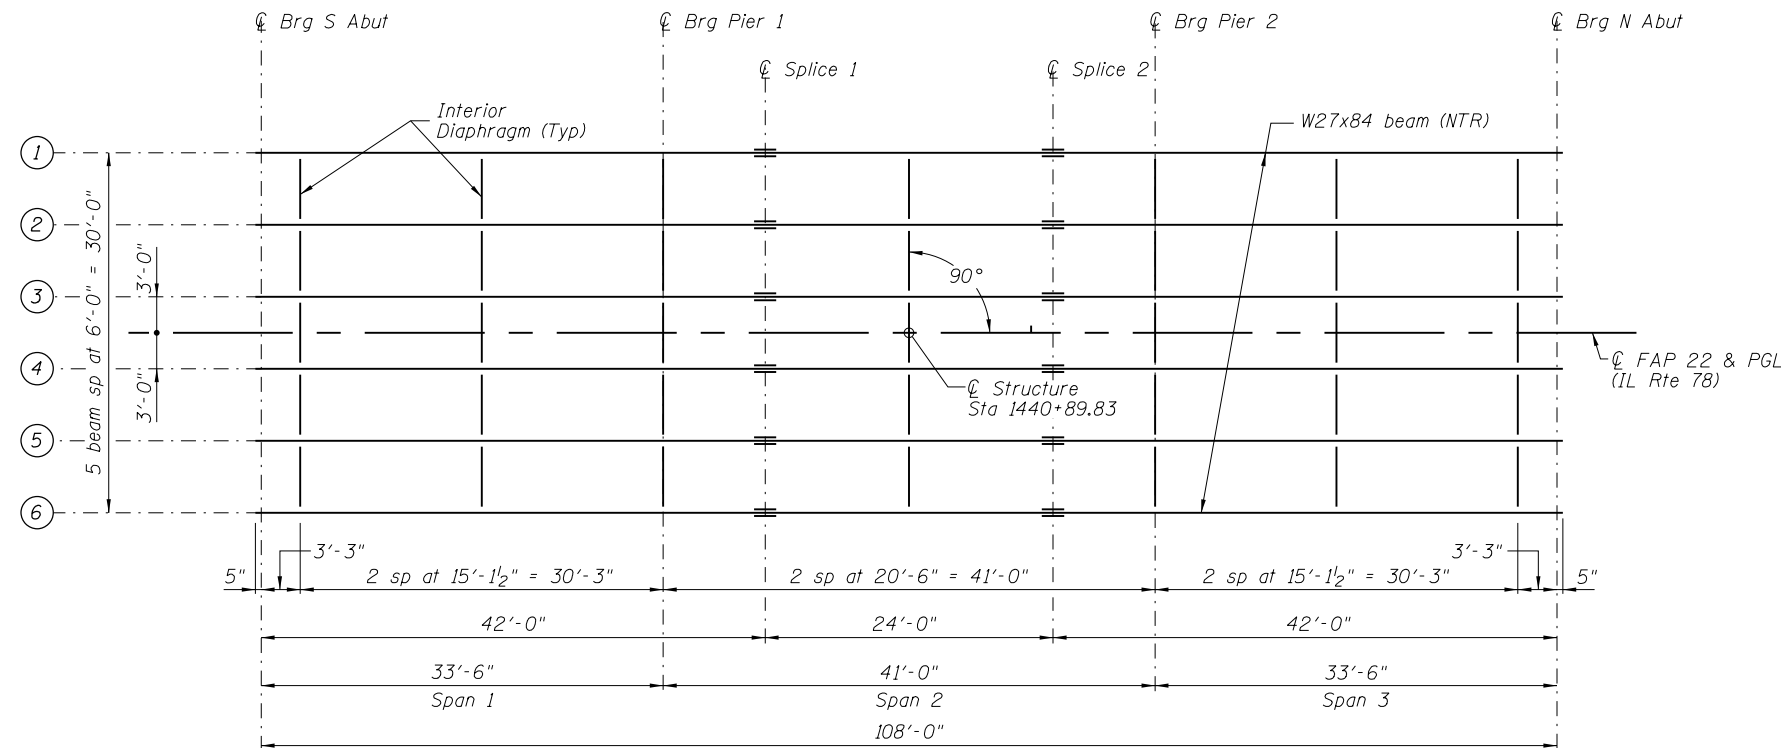 ℄ Brg S Abut
℄ Brg Pier 1
℄ Brg Pier 2
℄ Brg N Abut
℄ Splice 1
℄ Splice 2
Interior
Diaphragm (Typ)
W27x84 beam (NTR)
1
2
3
4
5
6
5 beam sp at 6'-0" = 30'-0"
3'-0"
3'-0"
90°
℄ Structure
Sta 1440+89.83
℄ FAP 22 & PGL
(IL Rte 78)
3'-3"
3'-3"
5"
2 sp at 15'-1½" = 30'-3"
2 sp at 20'-6" = 41'-0"
2 sp at 15'-1½" = 30'-3"
5"
42'-0"
24'-0"
42'-0"
33'-6"
41'-0"
33'-6"
Span 1
Span 2
Span 3
108'-0"